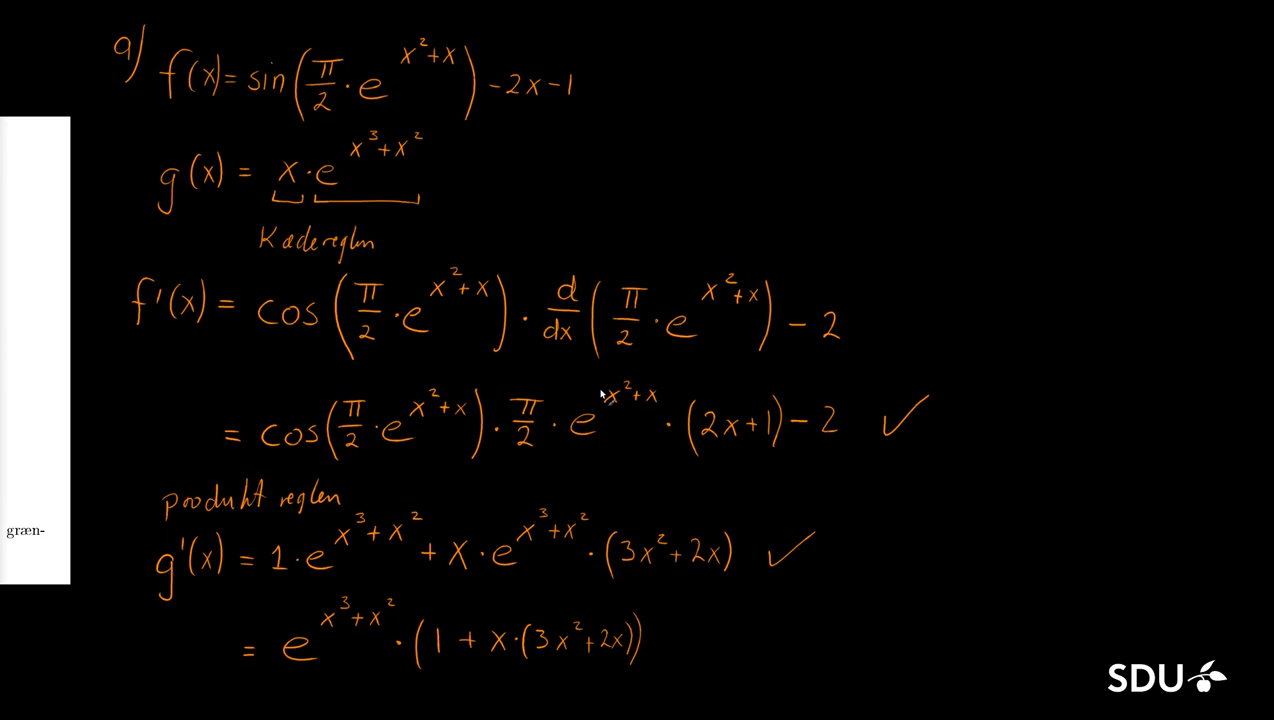 a) f(x) = sin(π/2 · e^(x²+x)) - 2x - 1
g(x) = x · e^(x³+x²)
Kædereglen
f'(x) = cos(π/2 · e^(x²+x)) · d/dx (π/2 · e^(x²+x)) - 2
= cos(π/2 · e^(x²+x)) · π/2 · e^(x²+x) · (2x+1) - 2 ✓
produkt reglen
græn-
g'(x) = 1 · e^(x³+x²) + x · e^(x³+x²) · (3x²+2x) ✓
= e^(x³+x²) · (1 + x · (3x²+2x))
SDU